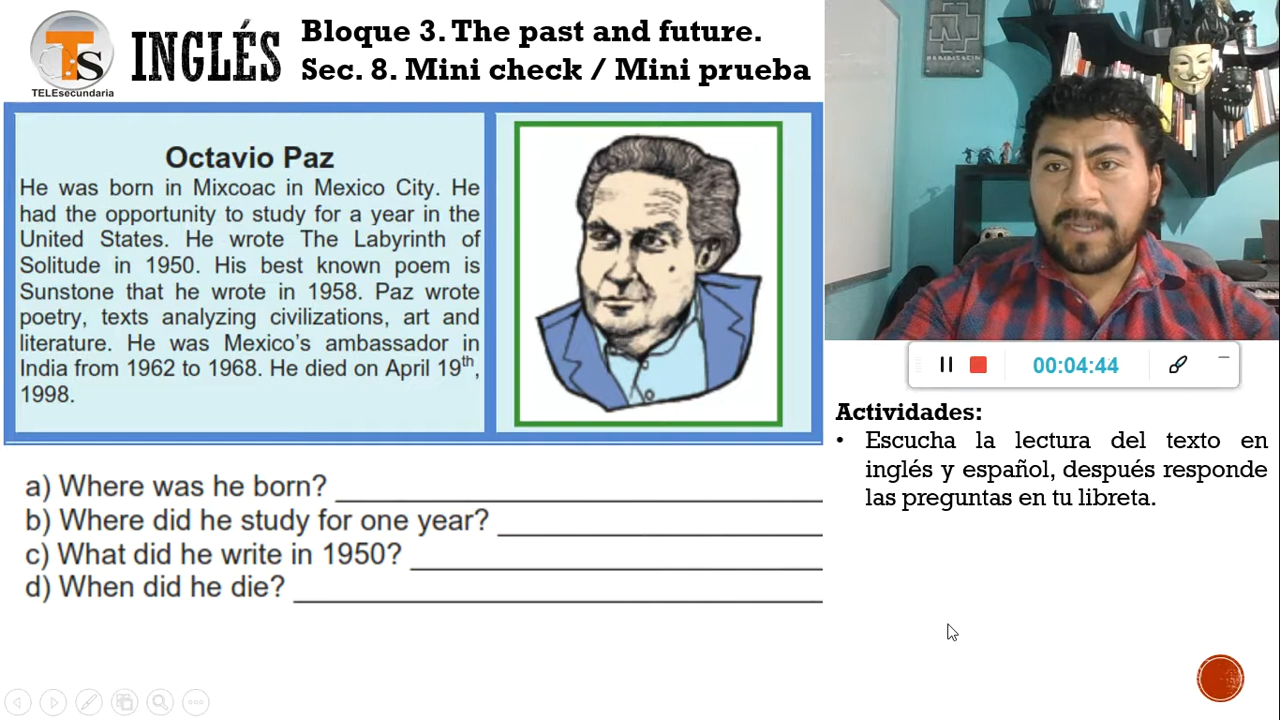 TS
TELEsecundaria
INGLÉS
Bloque 3. The past and future.
Sec. 8. Mini check / Mini prueba
Octavio Paz
He was born in Mixcoac in Mexico City. He
had the opportunity to study for a year in the
United States. He wrote The Labyrinth of
Solitude in 1950. His best known poem is
Sunstone that he wrote in 1958. Paz wrote
poetry, texts analyzing civilizations, art and
literature. He was Mexico’s ambassador in
India from 1962 to 1968. He died on April 19th,
1998.
a) Where was he born?
b) Where did he study for one year?
c) What did he write in 1950?
d) When did he die?
00:04:44
Actividades:
• Escucha la lectura del texto en
inglés y español, después responde
las preguntas en tu libreta.